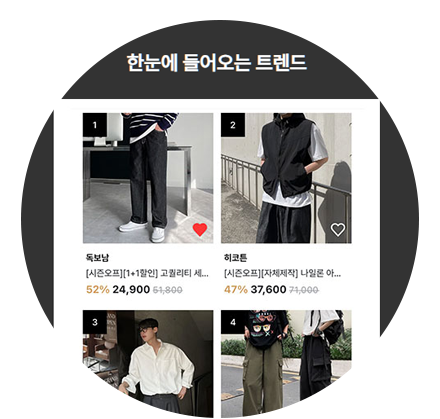 한눈에 들어오는 트렌드
1
2
독보남
[시즌오프][1+1할인] 고퀄리티 세...
52% 24,900 51,800
히코튼
[시즌오프][자체제작] 나일론 아...
47% 37,600 71,000
3
4